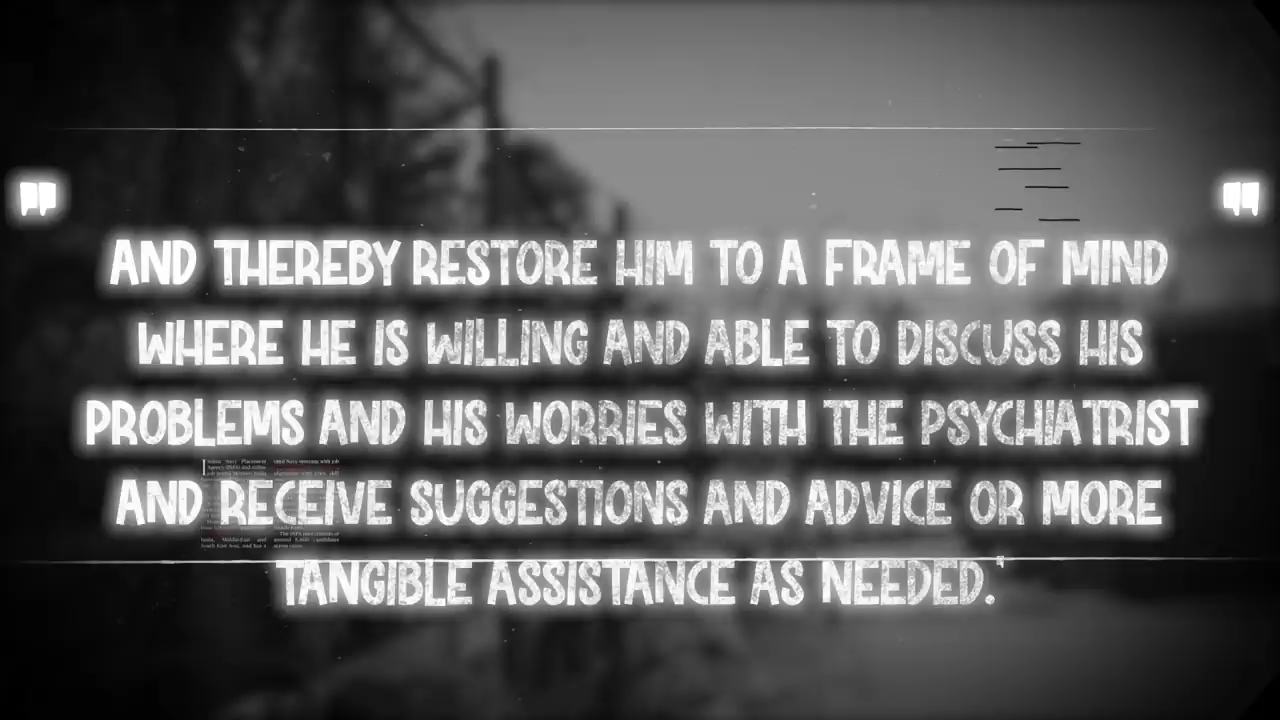 " "
AND THEREBY RESTORE HIM TO A FRAME OF MIND
WHERE HE IS WILLING AND ABLE TO DISCUSS HIS
PROBLEMS AND HIS WORRIES WITH THE PSYCHIATRIST
AND RECEIVE SUGGESTIONS AND ADVICE OR MORE
TANGIBLE ASSISTANCE AS NEEDED.'